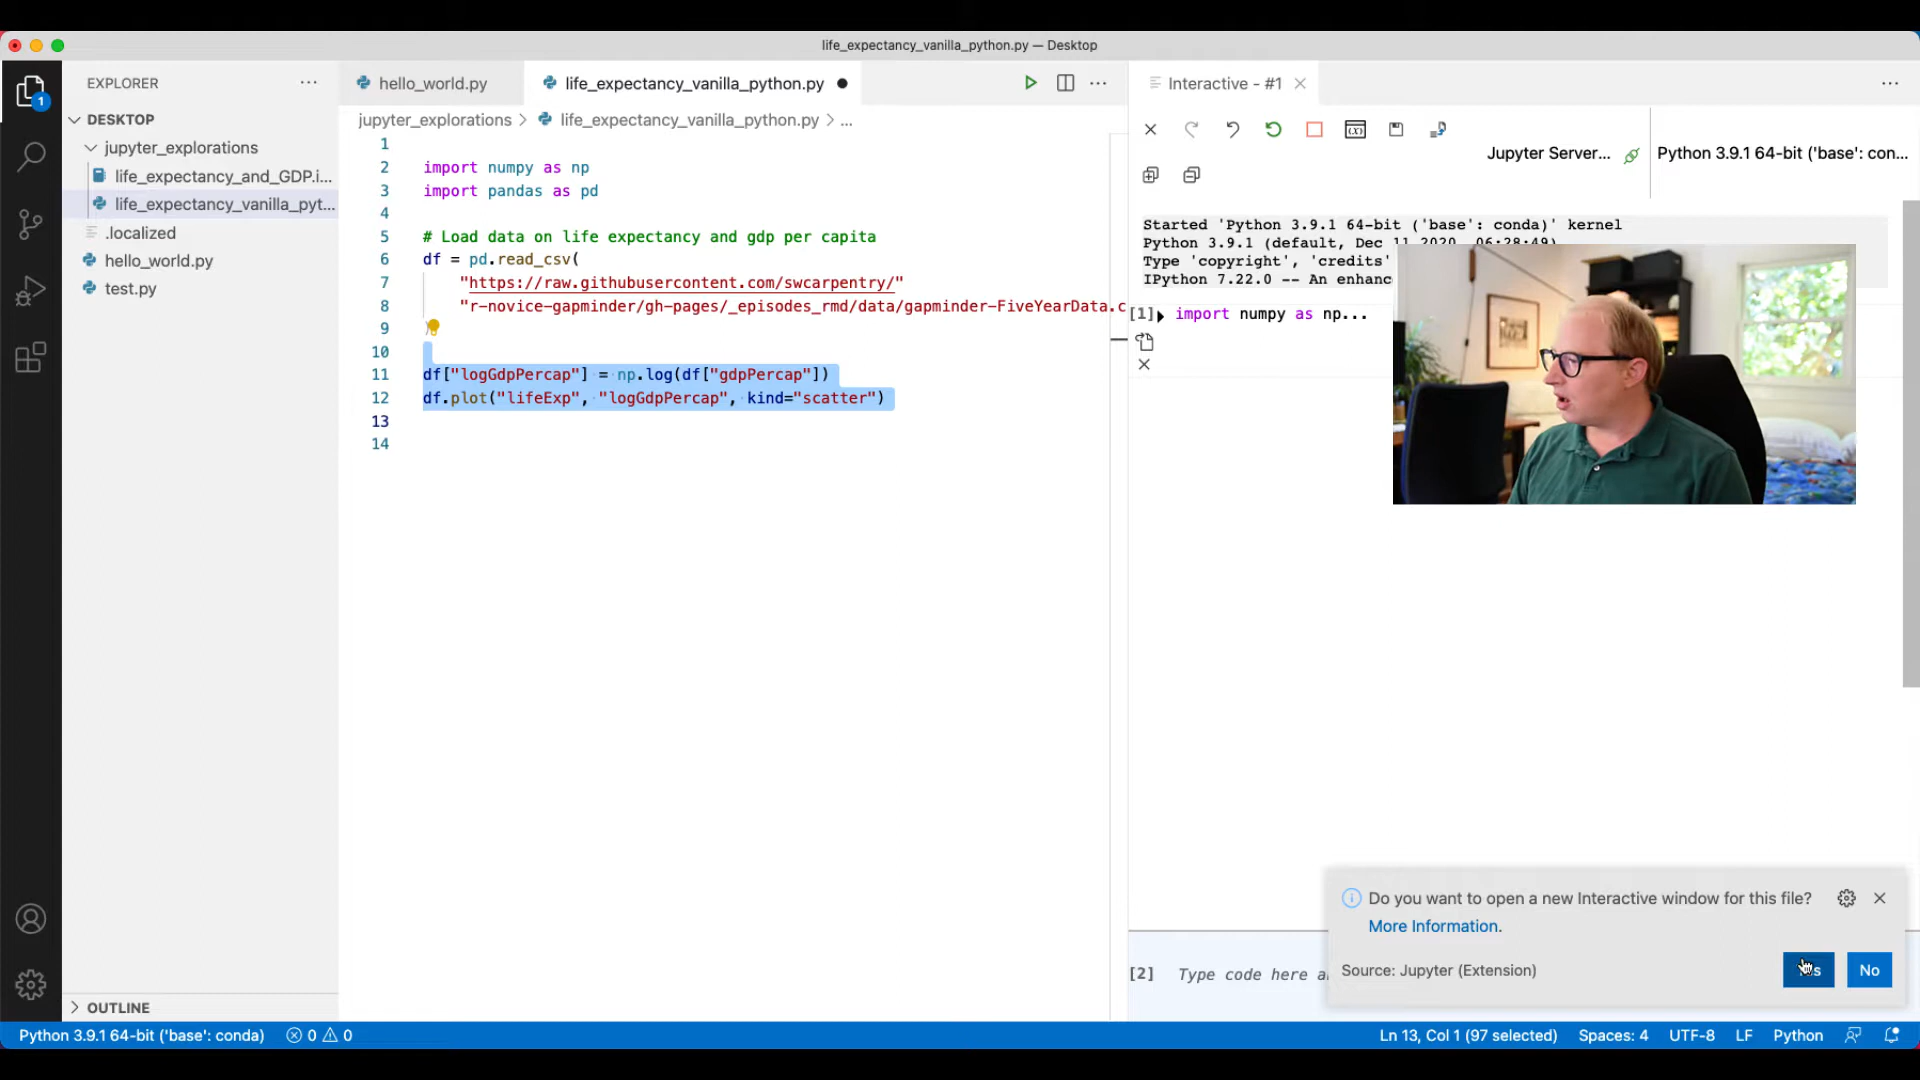 life_expectancy_vanilla_python.py — Desktop
1
EXPLORER
DESKTOP
jupyter_explorations
life_expectancy_and_GDP.i...
life_expectancy_vanilla_pyt...
.localized
hello_world.py
test.py
OUTLINE
hello_world.py
life_expectancy_vanilla_python.py
jupyter_explorations > life_expectancy_vanilla_python.py > ...
1
2 import numpy as np
3 import pandas as pd
4
5 # Load data on life expectancy and gdp per capita
6 df = pd.read_csv(
7 "https://raw.githubusercontent.com/swcarpentry/"
8 "r-novice-gapminder/gh-pages/_episodes_rmd/data/gapminder-FiveYearData.c
9 )
10
11 df["logGdpPercap"] = np.log(df["gdpPercap"])
12 df.plot("lifeExp", "logGdpPercap", kind="scatter")
13
14
Interactive - #1
Jupyter Server...
Python 3.9.1 64-bit ('base': con...
Started 'Python 3.9.1 64-bit ('base': conda)' kernel
Python 3.9.1 (default, Dec 11 2020, 06:28:49)
Type 'copyright', 'credits'
IPython 7.22.0 -- An enhanc
[1] import numpy as np...
Do you want to open a new Interactive window for this file?
More Information.
Source: Jupyter (Extension)
No
[2] Type code here
Python 3.9.1 64-bit ('base': conda) 0 0
Ln 13, Col 1 (97 selected) Spaces: 4 UTF-8 LF Python